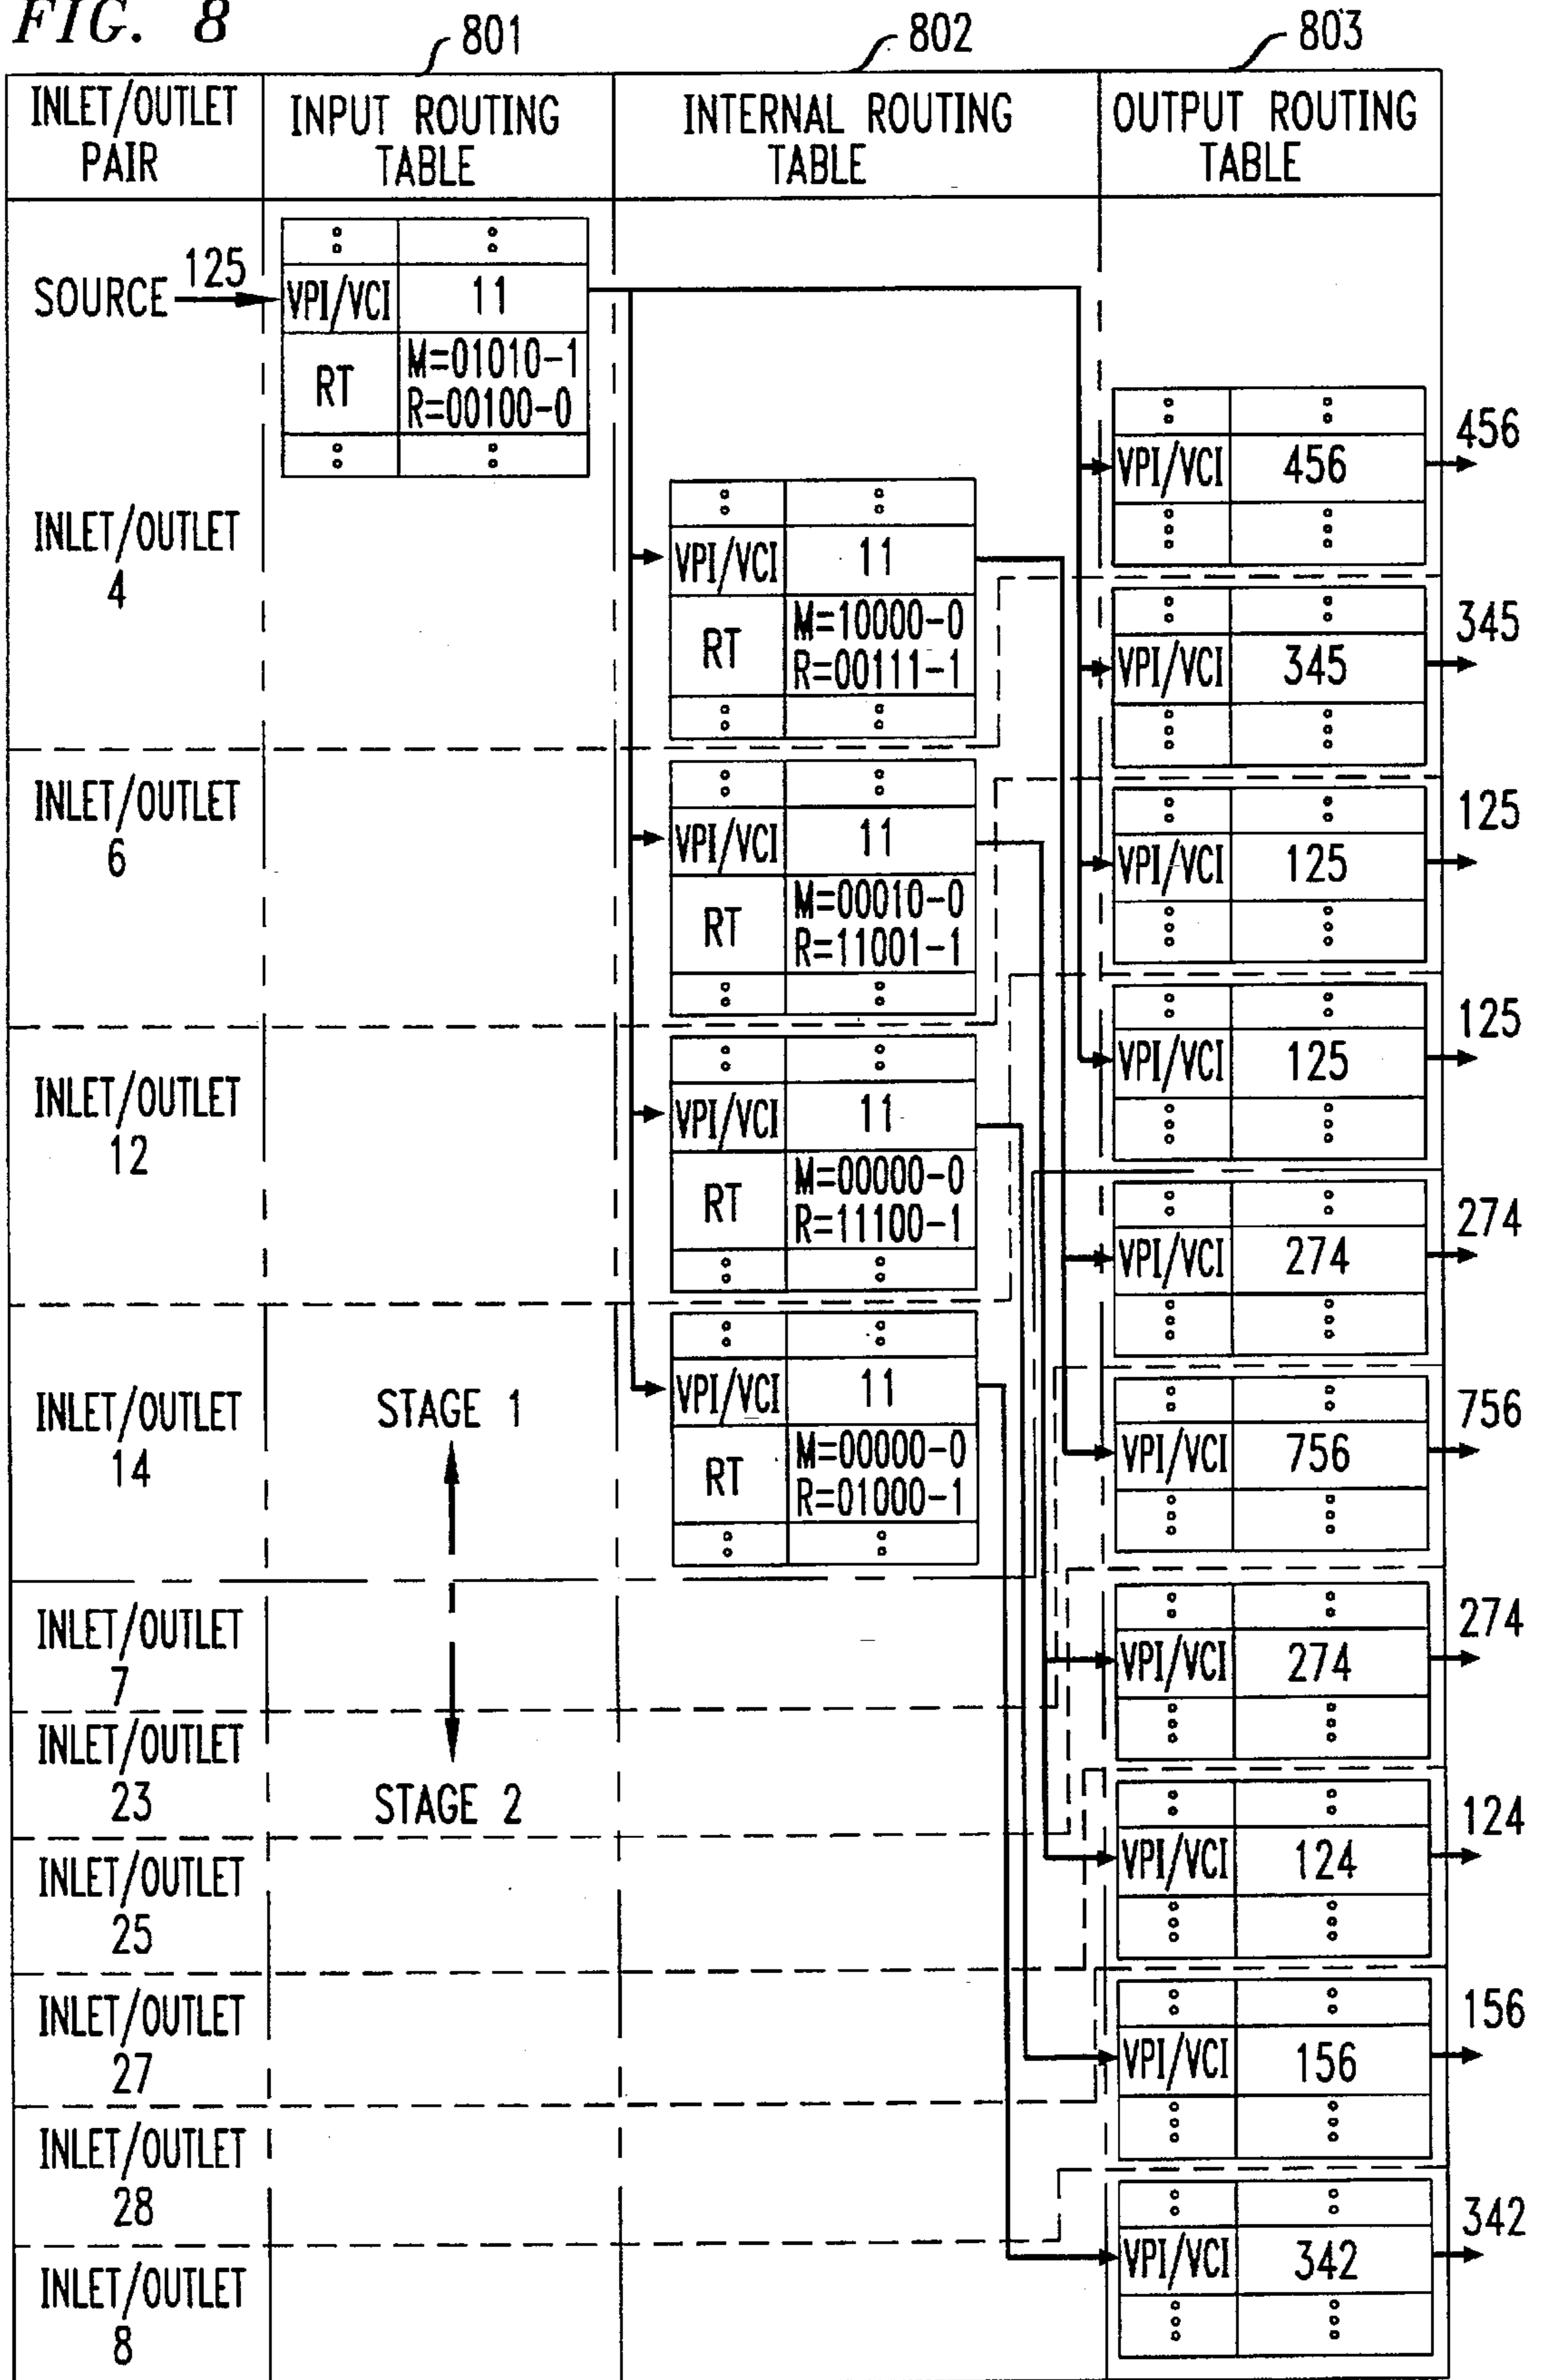 FIG. 8
801
802
803
INLET/OUTLET
PAIR
INPUT ROUTING
TABLE
INTERNAL ROUTING
TABLE
OUTPUT ROUTING
TABLE
SOURCE
125
VPI/VCI 11
RT
M=01010-1
R=00100-0
VPI/VCI 456
456
INLET/OUTLET
4
VPI/VCI 11
RT
M=10000-0
R=00111-1
VPI/VCI 345
345
INLET/OUTLET
6
VPI/VCI 11
RT
M=00010-0
R=11001-1
VPI/VCI 125
125
INLET/OUTLET
12
VPI/VCI 11
RT
M=00000-0
R=11100-1
VPI/VCI 125
125
VPI/VCI 274
274
INLET/OUTLET
14
STAGE 1
VPI/VCI 11
RT
M=00000-0
R=01000-1
VPI/VCI 756
756
INLET/OUTLET
7
VPI/VCI 274
274
INLET/OUTLET
23
STAGE 2
VPI/VCI 124
124
INLET/OUTLET
25
INLET/OUTLET
27
VPI/VCI 156
156
INLET/OUTLET
28
VPI/VCI 342
342
INLET/OUTLET
8